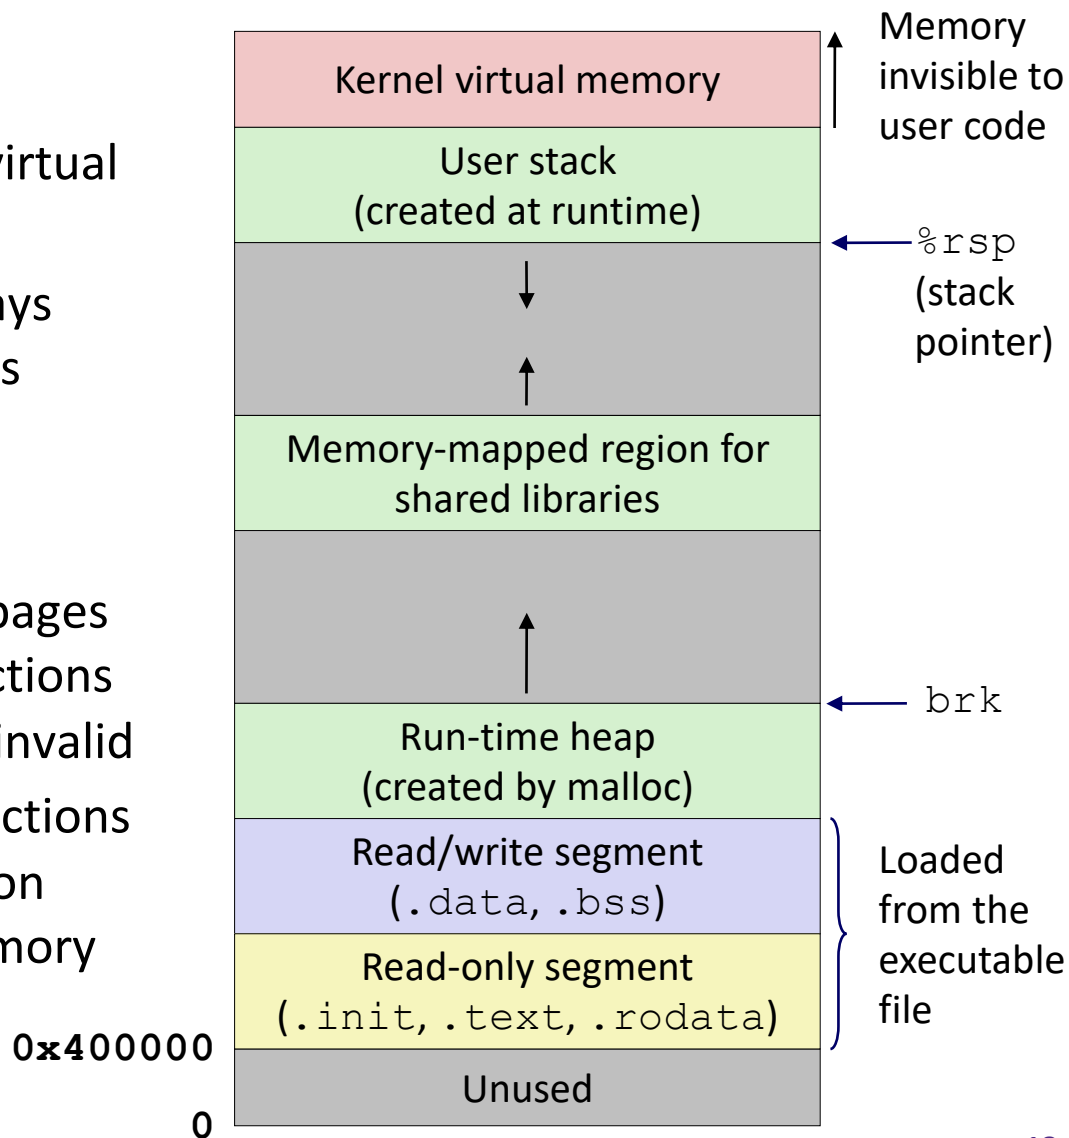 virtual
ays
s
pages
ctions
invalid
ctions
on
mory
Kernel virtual memory
Memory
invisible to
user code
User stack
(created at runtime)
%rsp
(stack
pointer)
Memory-mapped region for
shared libraries
brk
Run-time heap
(created by malloc)
Read/write segment
(.data, .bss)
Loaded
from the
executable
file
Read-only segment
(.init, .text, .rodata)
0x400000
Unused
0